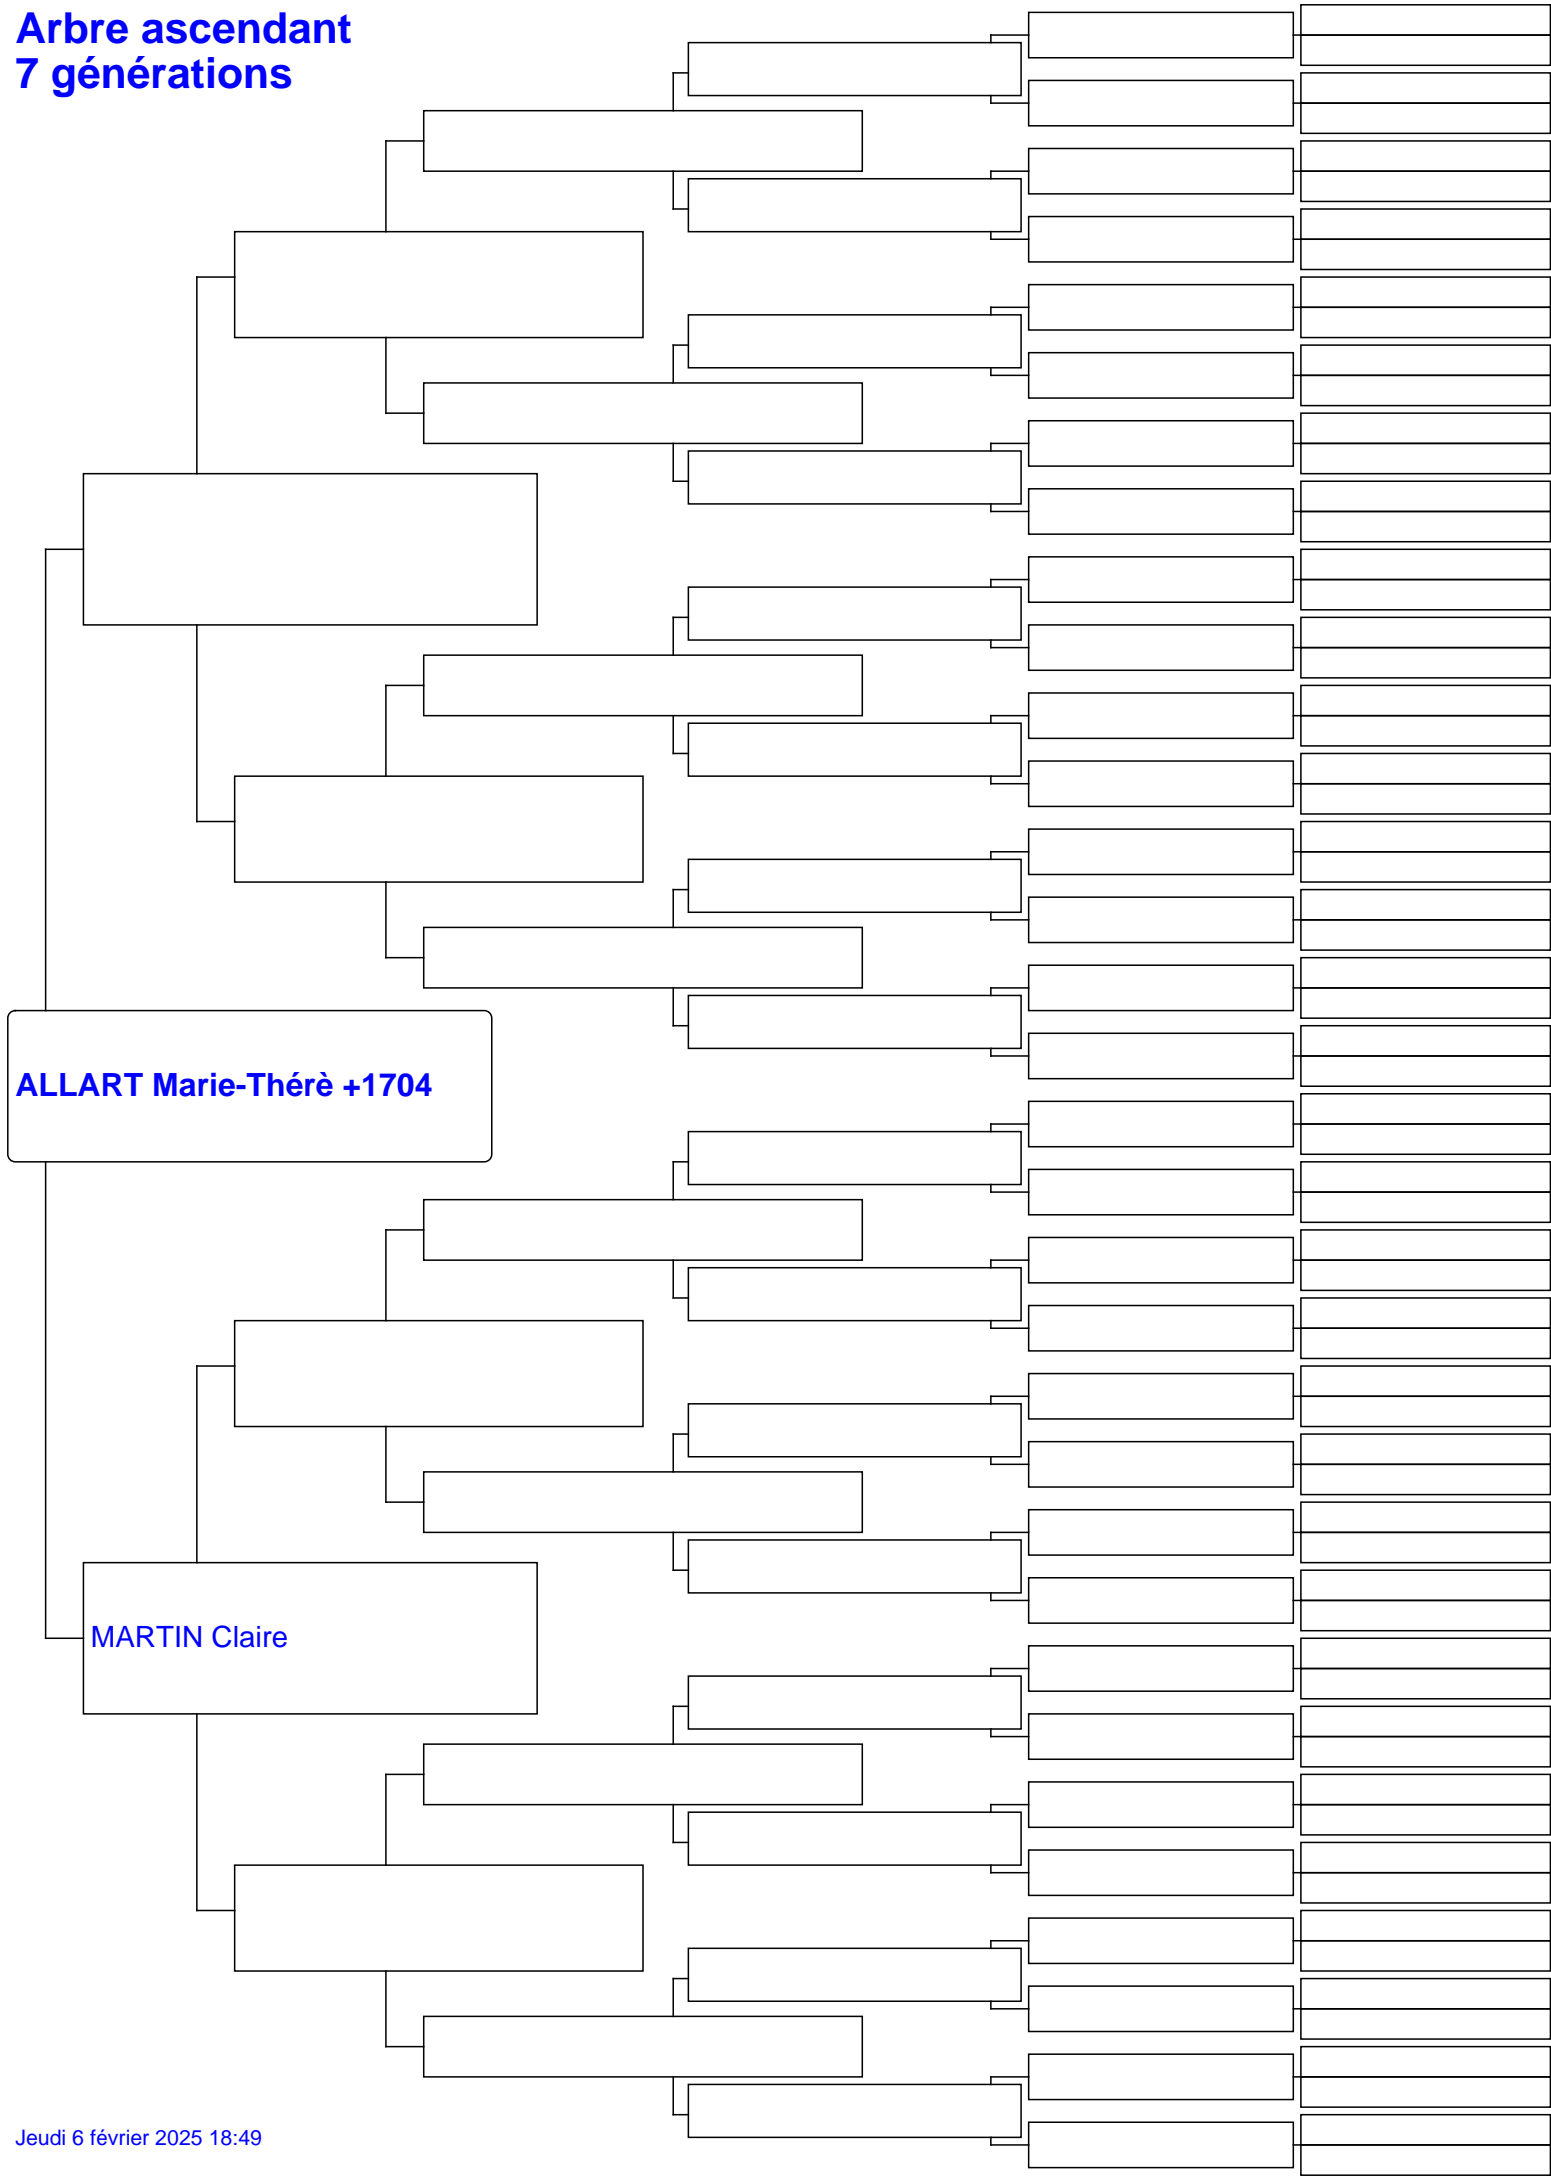 Arbre ascendant
7 générations
ALLART Marie-Thérè +1704
MARTIN Claire
Jeudi 6 février 2025 18:49